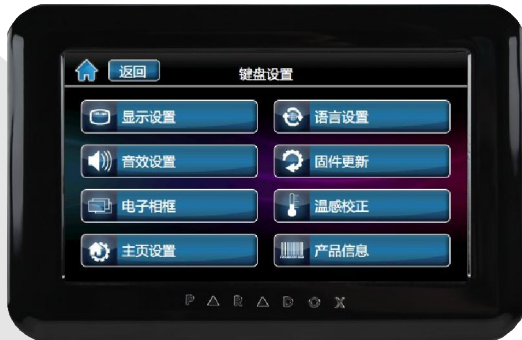 返回
键盘设置
显示设置
语言设置
音效设置
固件更新
电子相框
温感校正
主页设置
产品信息
PARADOX